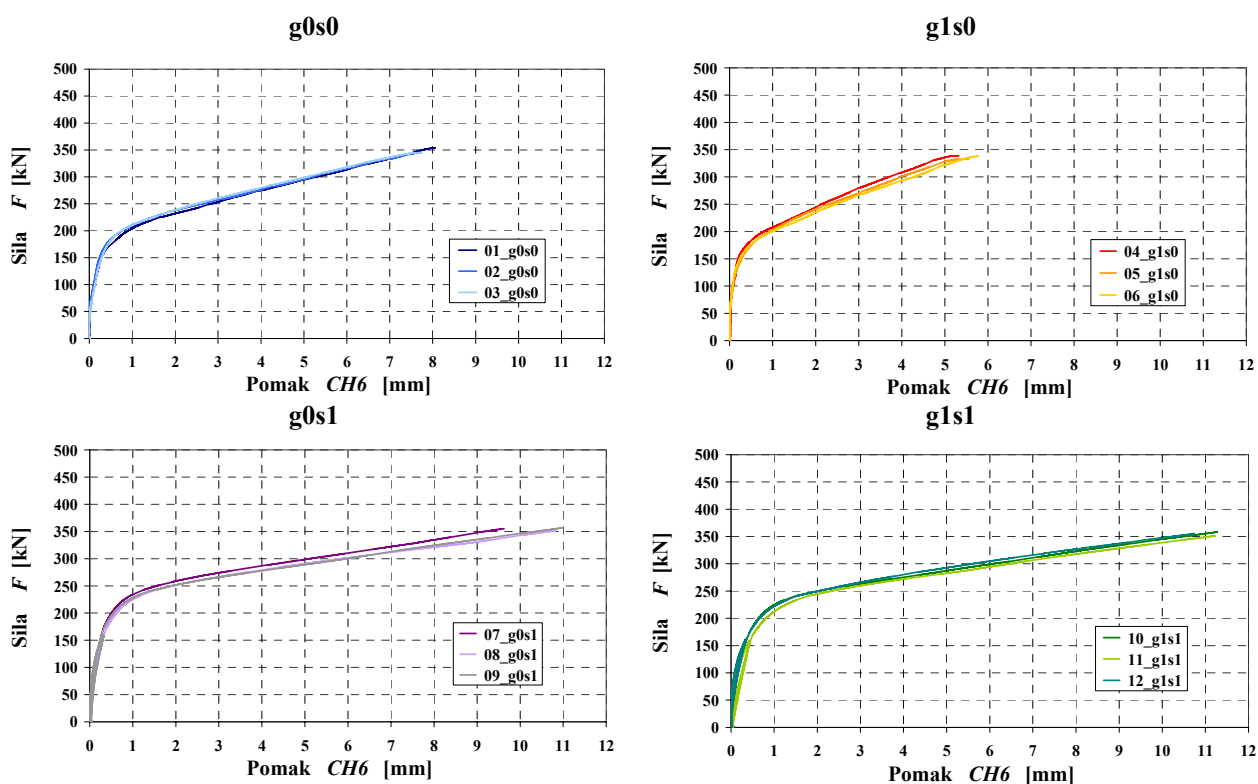 g0s0
500
450
400
350
300
250
200
150
100
50
0
Sila F [kN]
01_g0s0
02_g0s0
03_g0s0
0 1 2 3 4 5 6 7 8 9 10 11 12
Pomak CH6 [mm]
g1s0
500
450
400
350
300
250
200
150
100
50
0
Sila F [kN]
04_g1s0
05_g1s0
06_g1s0
0 1 2 3 4 5 6 7 8 9 10 11 12
Pomak CH6 [mm]
g0s1
500
450
400
350
300
250
200
150
100
50
0
Sila F [kN]
07_g0s1
08_g0s1
09_g0s1
0 1 2 3 4 5 6 7 8 9 10 11 12
Pomak CH6 [mm]
g1s1
500
450
400
350
300
250
200
150
100
50
0
Sila F [kN]
10_g1s1
11_g1s1
12_g1s1
0 1 2 3 4 5 6 7 8 9 10 11 12
Pomak CH6 [mm]